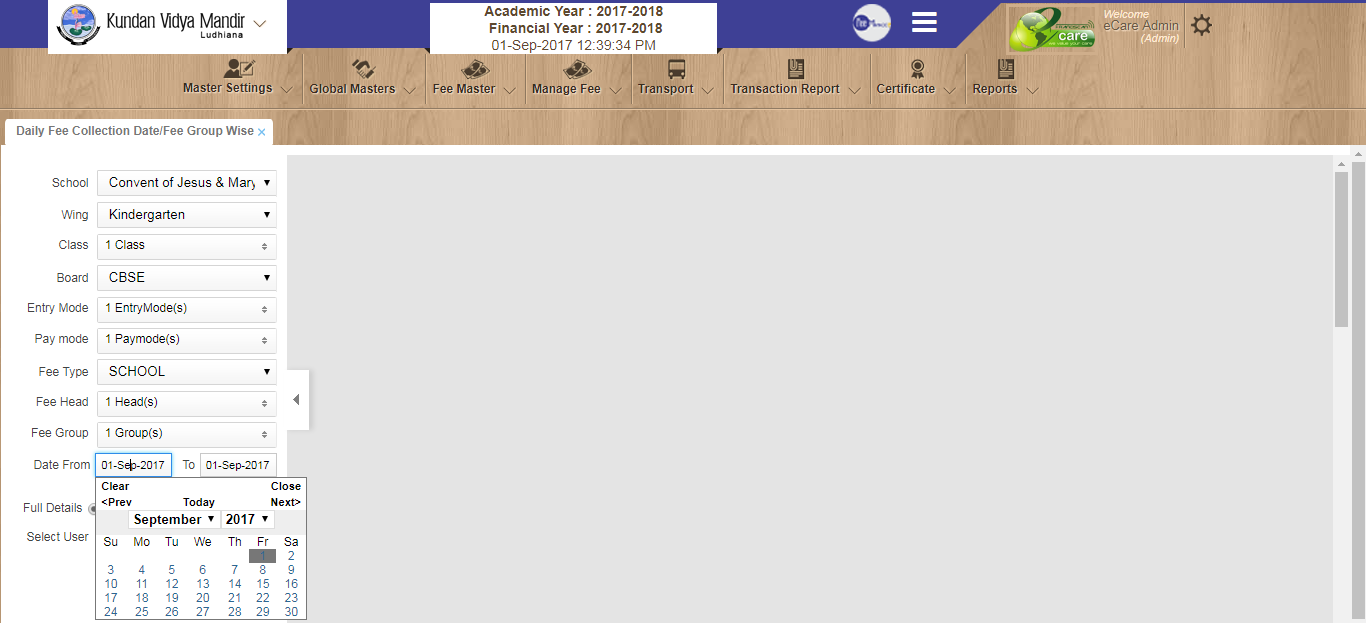 Kundan Vidya Mandir
Ludhiana
Academic Year : 2017-2018
Financial Year : 2017-2018
01-Sep-2017 12:39:34 PM
care
Welcome
eCare Admin
(Admin)
Master Settings
Global Masters
Fee Master
Manage Fee
Transport
Transaction Report
Certificate
Reports
Daily Fee Collection Date/Fee Group Wise ×
School Convent of Jesus & Mary
Wing Kindergarten
Class 1 Class
Board CBSE
Entry Mode 1 EntryMode(s)
Pay mode 1 Paymode(s)
Fee Type SCHOOL
Fee Head 1 Head(s)
Fee Group 1 Group(s)
Date From 01-Sep-2017 To 01-Sep-2017
Clear Close
<Prev Today Next>
Full Details
September 2017
Select User
Su Mo Tu We Th Fr Sa
1 2
3 4 5 6 7 8 9
10 11 12 13 14 15 16
17 18 19 20 21 22 23
24 25 26 27 28 29 30